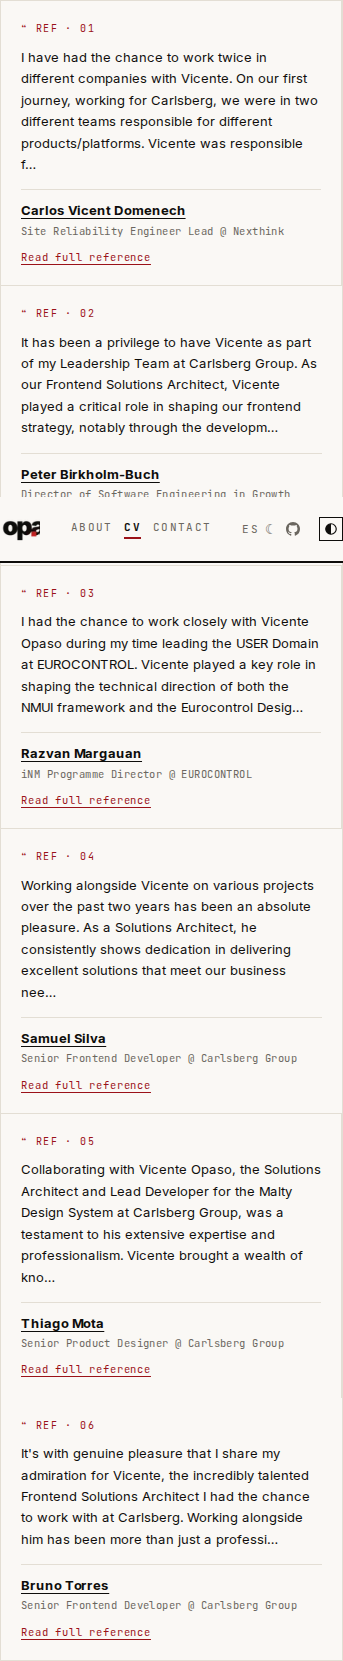 “ REF · 01
I have had the chance to work twice in
different companies with Vicente. On our first
journey, working for Carlsberg, we were in two
different teams responsible for different
products/platforms. Vicente was responsible
f...
Carlos Vicent Domenech
Site Reliability Engineer Lead @ Nexthink
Read full reference
“ REF · 02
It has been a privilege to have Vicente as part
of my Leadership Team at Carlsberg Group. As
our Frontend Solutions Architect, Vicente
played a critical role in shaping our frontend
strategy, notably through the developm...
Peter Birkholm-Buch
Director of Software Engineering in Growth
opa ABOUT CV CONTACT ES
“ REF · 03
I had the chance to work closely with Vicente
Opaso during my time leading the USER Domain
at EUROCONTROL. Vicente played a key role in
shaping the technical direction of both the
NMUI framework and the Eurocontrol Desig...
Razvan Margauan
iNM Programme Director @ EUROCONTROL
Read full reference
“ REF · 04
Working alongside Vicente on various projects
over the past two years has been an absolute
pleasure. As a Solutions Architect, he
consistently shows dedication in delivering
excellent solutions that meet our business
nee...
Samuel Silva
Senior Frontend Developer @ Carlsberg Group
Read full reference
“ REF · 05
Collaborating with Vicente Opaso, the Solutions
Architect and Lead Developer for the Malty
Design System at Carlsberg Group, was a
testament to his extensive expertise and
professionalism. Vicente brought a wealth of
kno...
Thiago Mota
Senior Product Designer @ Carlsberg Group
Read full reference
“ REF · 06
It's with genuine pleasure that I share my
admiration for Vicente, the incredibly talented
Frontend Solutions Architect I had the chance
to work with at Carlsberg. Working alongside
him has been more than just a professi...
Bruno Torres
Senior Frontend Developer @ Carlsberg Group
Read full reference